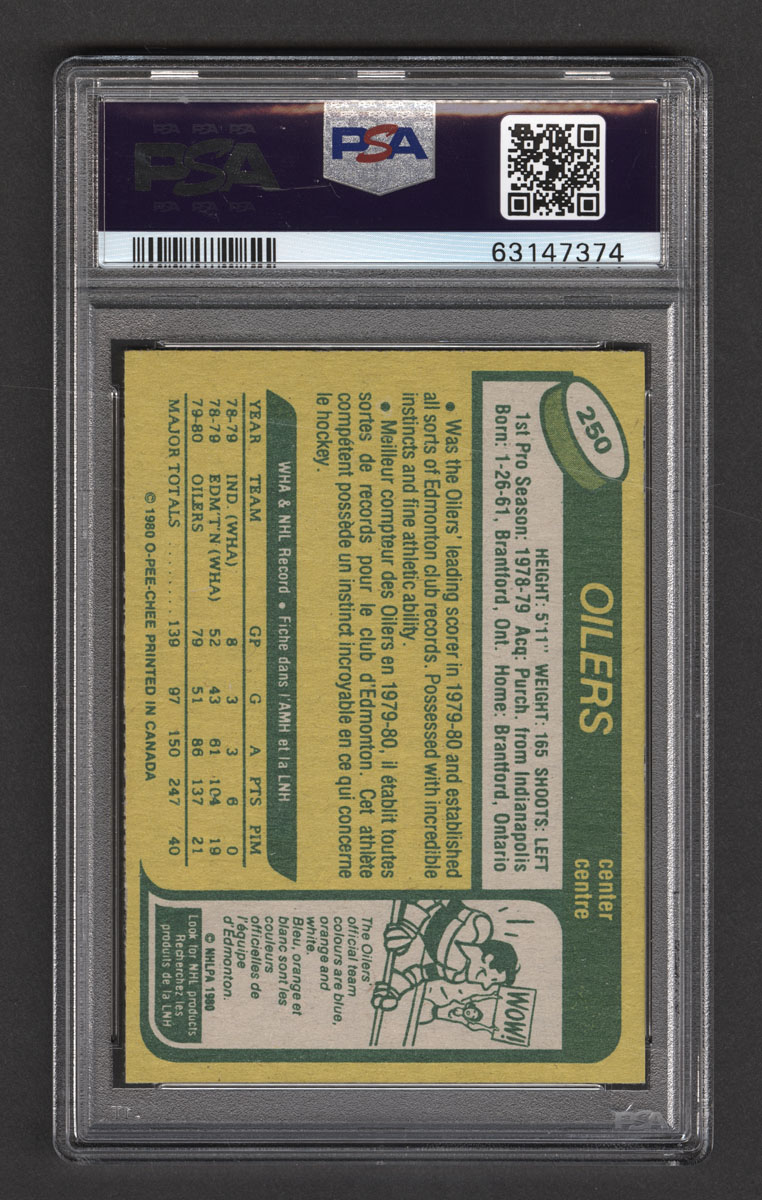 PSA PSA PSA
PSA
PSA PSA PSA
PSA
63147374
250
OILERS
center
centre
HEIGHT: 5'11" WEIGHT: 165 SHOOTS: LEFT
1st Pro Season: 1978-79 Acq: Purch. from Indianapolis
Born: 1-26-61, Brantford, Ont. Home: Brantford, Ontario
• Was the Oilers' leading scorer in 1979-80 and established
all sorts of Edmonton club records. Possessed with incredible
instincts and fine athletic ability.
• Meilleur compteur des Oilers en 1979-80, il établit toutes
sortes de records pour le club d'Edmonton. Cet athlète
compétent possède un instinct incroyable en ce qui concerne
le hockey.
WHA & NHL Record • Fiche dans l'AMH et la LNH
YEAR TEAM GP G A PTS PIM
78-79 IND. (WHA) 8 3 3 6 0
78-79 EDM'T'N (WHA) 52 43 61 104 19
79-80 OILERS 79 51 86 137 21
MAJOR TOTALS ........ 139 97 150 247 40
© 1980 O-PEE-CHEE PRINTED IN CANADA
WOW!
The Oilers'
official team
colours are blue,
orange and
white.
Bleu, orange et
blanc sont les
couleurs
officielles de
l'équipe
d'Edmonton.
© NHLPA 1980
Look for NHL products
Recherchez les
produits de la LNH
PSA